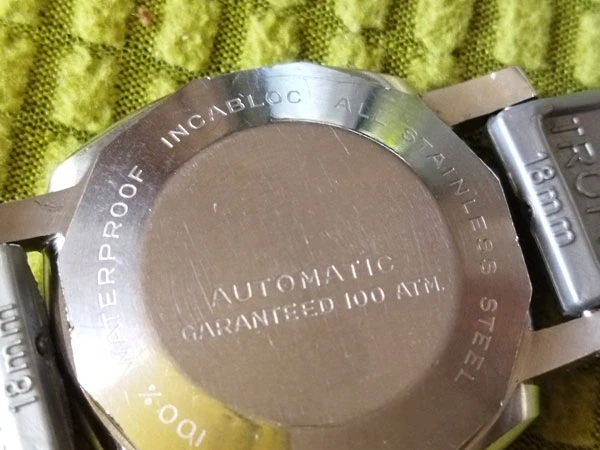 100% WATERPROOF INCABLOC ALL STAINLESS STEEL
AUTOMATIC
GARANTEED 100 ATM.
18mm
18mm